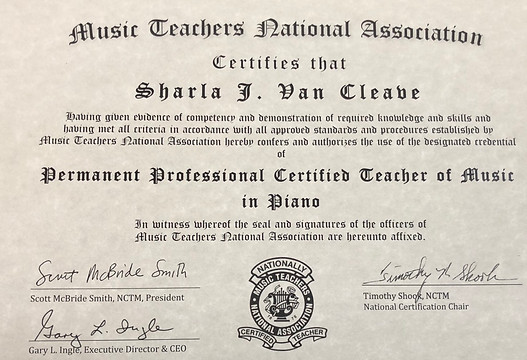 Music Teachers National Association
Certifies that
Sharla J. Van Cleave
Having given evidence of competency and demonstration of required knowledge and skills and
having met all criteria in accordance with all approved standards and procedures established by
Music Teachers National Association hereby confers and authorizes the use of the designated credential
of
Permanent Professional Certified Teacher of Music
in Piano
In witness whereof the seal and signatures of the officers of
Music Teachers National Association are hereunto affixed.
Scott McBride Smith
Scott McBride Smith, NCTM, President
Gary L. Ingle
Gary L. Ingle, Executive Director & CEO
NATIONALLY
MUSIC TEACHERS
NATIONAL ASSOCIATION
CERTIFIED TEACHER
Timothy Shook
Timothy Shook, NCTM
National Certification Chair